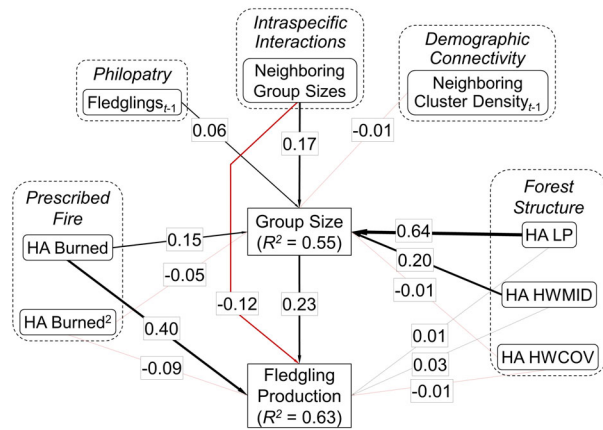 Intraspecific
Interactions
Neighboring
Group Sizes
Demographic
Connectivity
Neighboring
Cluster Density t-1
Philopatry
Fledglings t-1
0.06
0.17
-0.01
Prescribed
Fire
HA Burned
HA Burned²
Group Size
(R² = 0.55)
Forest
Structure
HA LP
HA HWMID
HA HWCOV
0.15
-0.05
0.64
0.20
-0.01
-0.12
0.23
0.40
-0.09
0.01
0.03
-0.01
Fledgling
Production
(R² = 0.63)